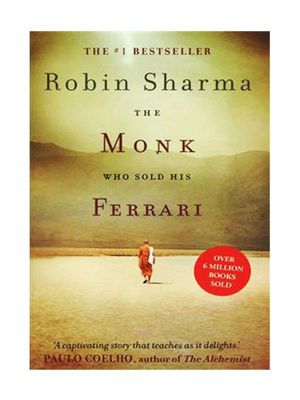 THE #1 BESTSELLER
Robin Sharma
THE
MONK
WHO SOLD HIS
FERRARI
OVER
6 MILLION
BOOKS
SOLD
'A captivating story that teaches as it delights.'
PAULO COELHO, author of The Alchemist